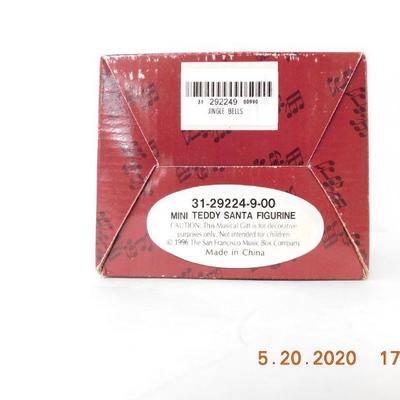 31 292249 00990
JINGLE BELLS
31-29224-9-00
MINI TEDDY SANTA FIGURINE
CAUTION: This Musical Gift is for decorative
purposes only. Not intended for children.
© 1996 The San Francisco Music Box Company
Made in China
5.20.2020 17